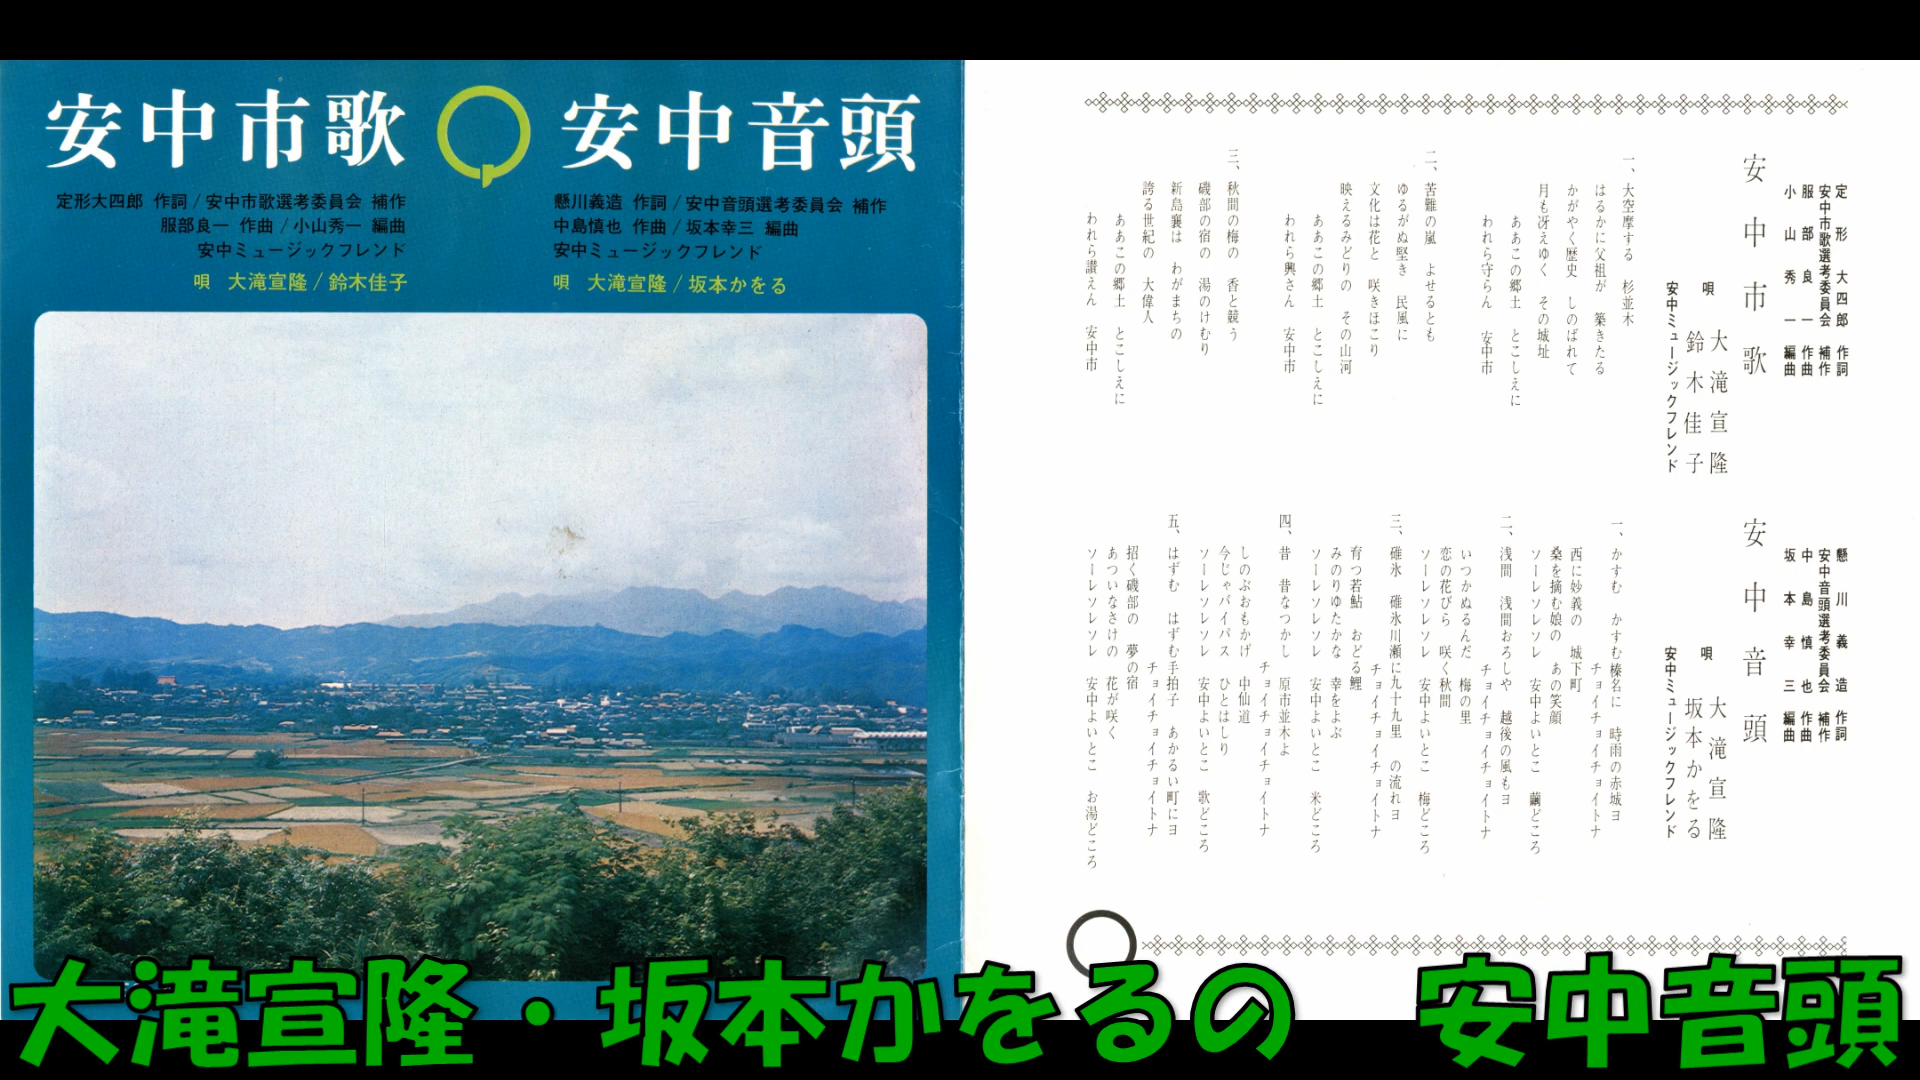 安中市歌
安中音頭
定形大四郎 作詞/安中市歌選考委員会 補作
服部良一 作曲/小山秀一 編曲
安中ミュージックフレンド
唄 大滝宣隆/鈴木佳子
懸川義造 作詞/安中音頭選考委員会 補作
中島慎也 作曲/坂本幸三 編曲
安中ミュージックフレンド
唄 大滝宣隆/坂本かをる
定形大四郎 作詞
安中市歌選考委員会 補作
服部良一 作曲
小山秀一 編曲
安中市歌
唄 大滝宣隆
鈴木佳子
安中ミュージックフレンド
一、大空摩する 杉並木
はるかに父祖が 築きたる
かがやく歴史 しのばれて
月も冴えゆく その城址
ああこの郷土 とこしえに
われら守らん 安中市
二、苦難の嵐 よせるとも
ゆるがぬ堅き 民風に
文化は花と 咲きほこり
映えるみどりの その山河
ああこの郷土 とこしえに
われら興さん 安中市
三、秋間の梅の 香と競う
磯部の宿の 湯のけむり
新島襄は わがまちの
誇る世紀の 大偉人
ああこの郷土 とこしえに
われら讃えん 安中市
懸川義造 作詞
安中音頭選考委員会 補作
中島慎也 作曲
坂本幸三 編曲
安中音頭
唄 大滝宣隆
坂本かをる
安中ミュージックフレンド
一、かすむ かすむ榛名に 時雨の赤城ヨ
チョイチョイチョイトナ
西に妙義の 城下町
桑を摘む娘の あの笑顔
ソーレソレソレソレ 安中よいとこ 繭どころ
二、浅間 浅間おろしや 越後の風もヨ
チョイチョイチョイトナ
いつかぬるんだ 梅の里
恋の花びら 咲く秋間
ソーレソレソレソレ 安中よいとこ 梅どころ
三、碓氷 碓氷川瀬に九十九里 の流れヨ
チョイチョイチョイトナ
育つ若鮎 おどる鯉
みのりゆたかな 幸をよぶ
ソーレソレソレソレ 安中よいとこ 米どころ
四、昔 昔なつかし 原市並木よ
チョイチョイチョイトナ
しのぶおもかげ 中仙道
今じゃバイパス ひとはしり
ソーレソレソレソレ 安中よいとこ 歌どころ
五、はずむ はずむ手拍子 あかるい町にヨ
チョイチョイチョイトナ
招く磯部の 夢の宿
あついなさけの 花が咲く
ソーレソレソレソレ 安中よいとこ お湯どころ
大滝宣隆・坂本かをるの 安中音頭